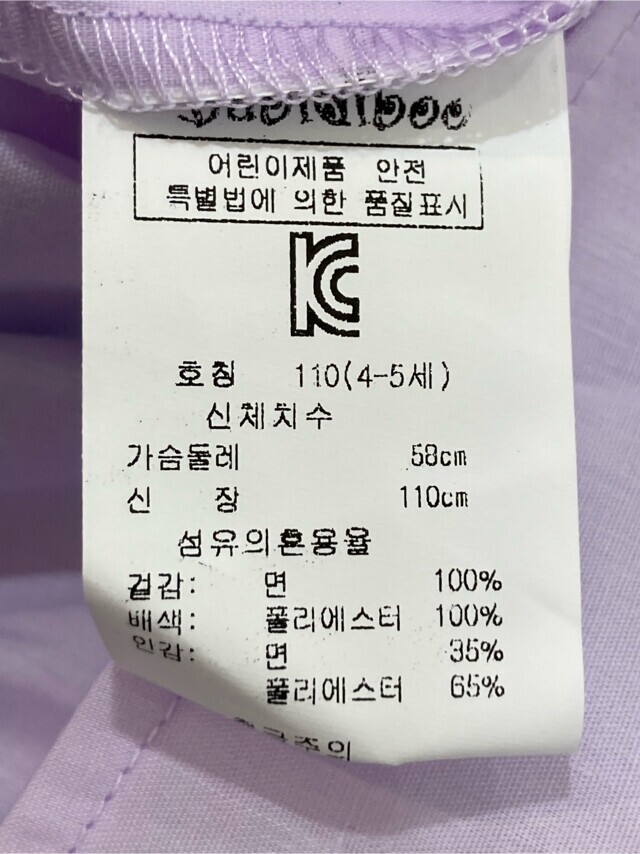 어린이제품 안전
특별법에 의한 품질표시
KC
호칭 110(4-5세)
신체치수
가슴둘레 58cm
신 장 110cm
섬유의혼용율
겉감: 면 100%
배색: 폴리에스터 100%
안감: 면 35%
폴리에스터 65%